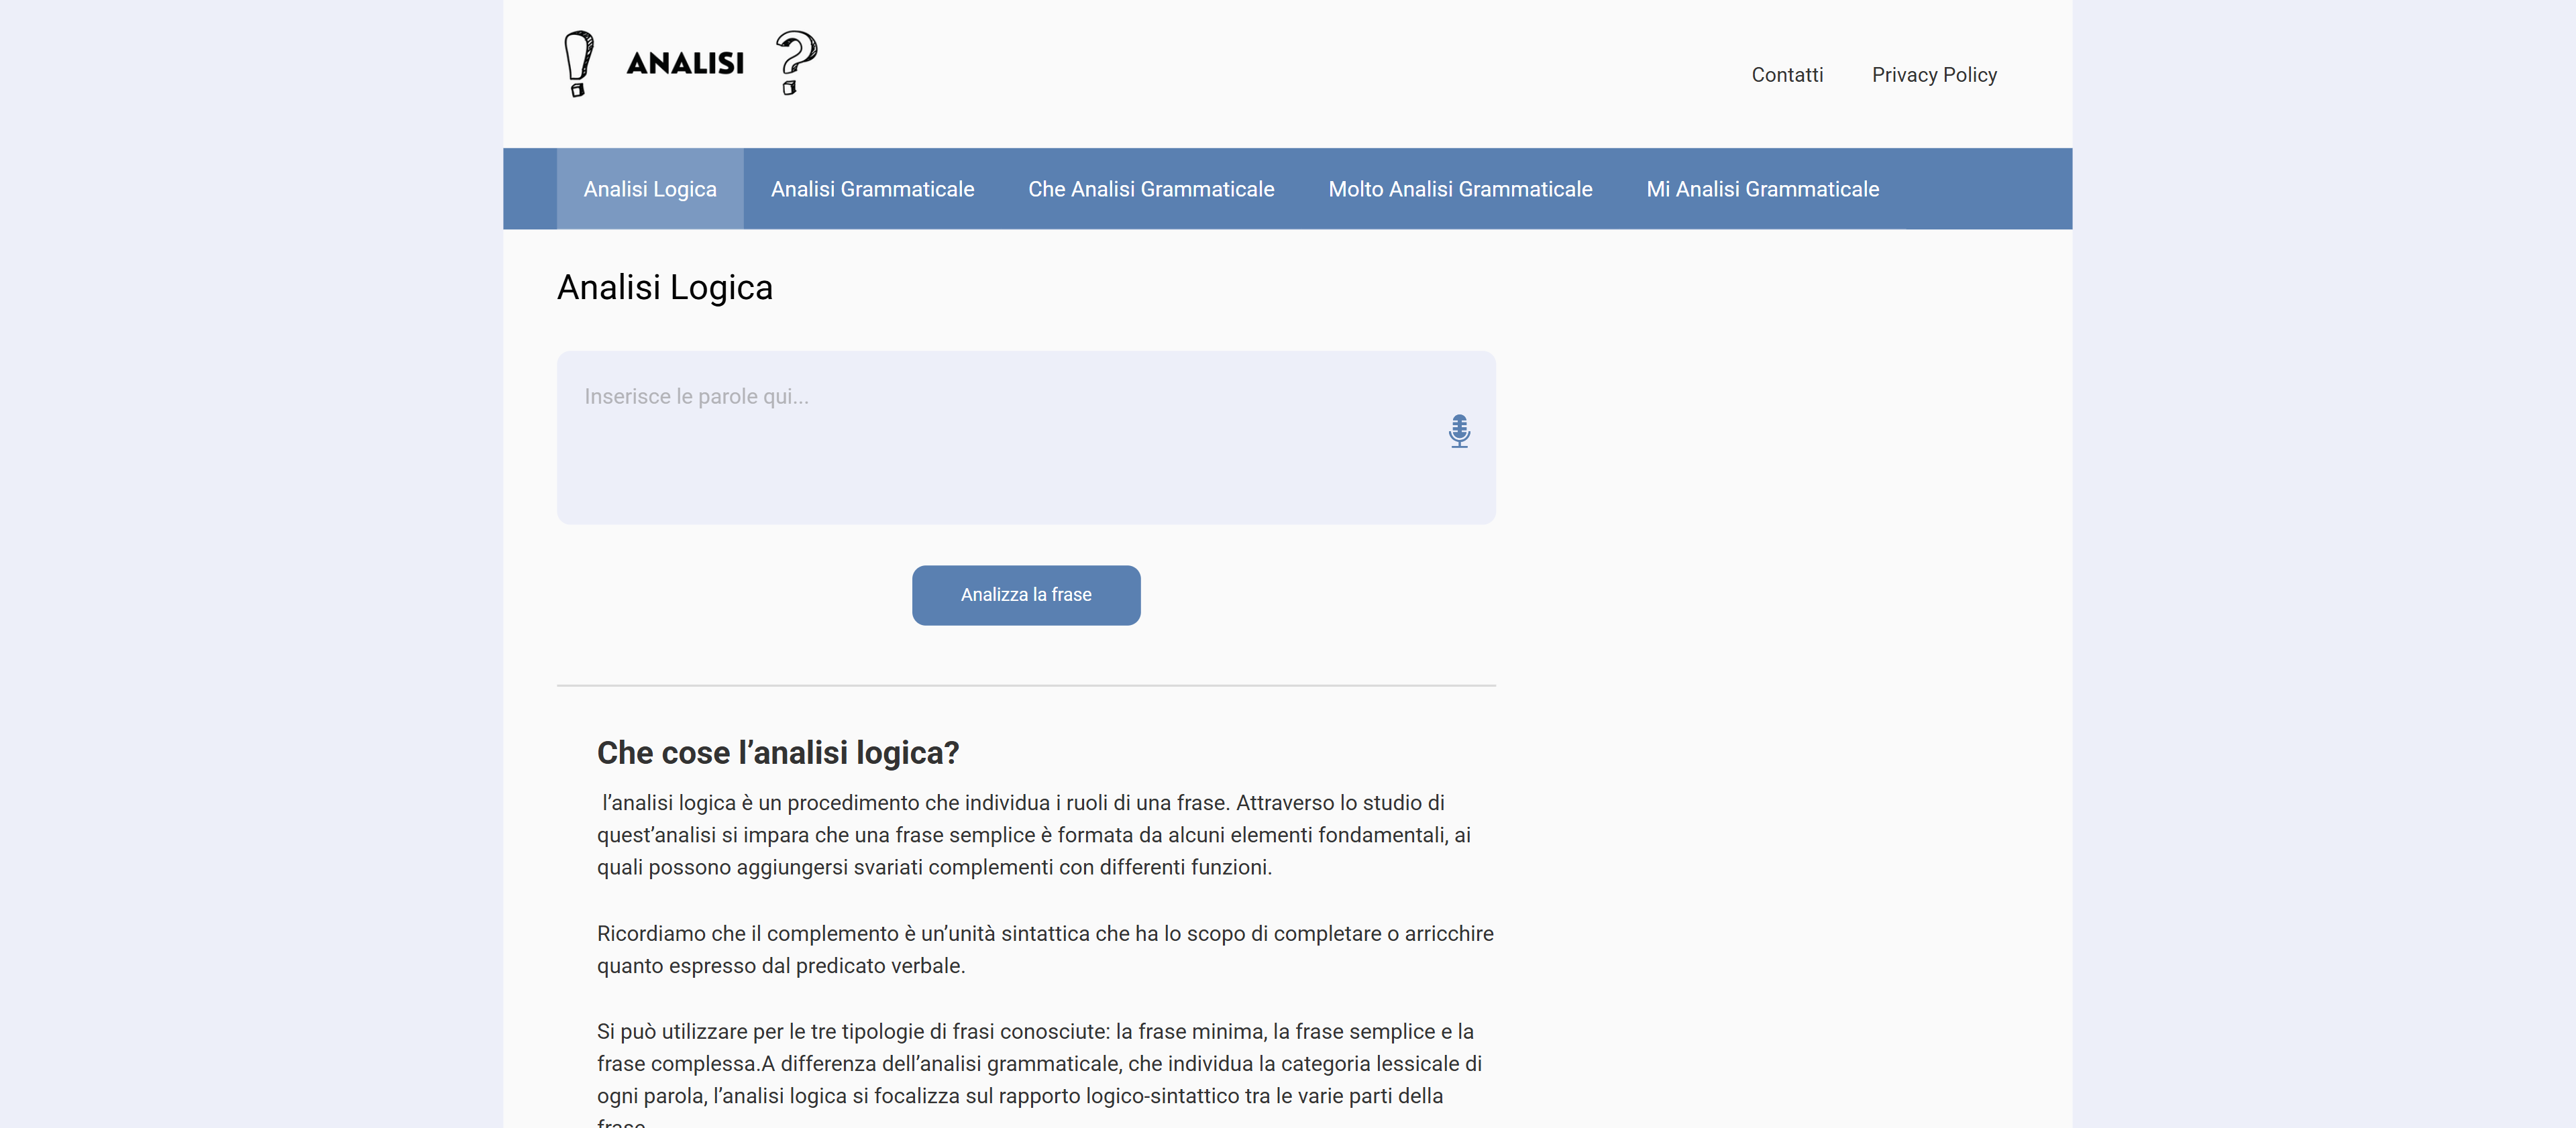 ! ANALISI ?
Contatti Privacy Policy
Analisi Logica Analisi Grammaticale Che Analisi Grammaticale Molto Analisi Grammaticale Mi Analisi Grammaticale
Analisi Logica
Inserisce le parole qui...
Analizza la frase
Che cose l’analisi logica?
l’analisi logica è un procedimento che individua i ruoli di una frase. Attraverso lo studio di
quest’analisi si impara che una frase semplice è formata da alcuni elementi fondamentali, ai
quali possono aggiungersi svariati complementi con differenti funzioni.
Ricordiamo che il complemento è un’unità sintattica che ha lo scopo di completare o arricchire
quanto espresso dal predicato verbale.
Si può utilizzare per le tre tipologie di frasi conosciute: la frase minima, la frase semplice e la
frase complessa.A differenza dell’analisi grammaticale, che individua la categoria lessicale di
ogni parola, l’analisi logica si focalizza sul rapporto logico-sintattico tra le varie parti della
frase